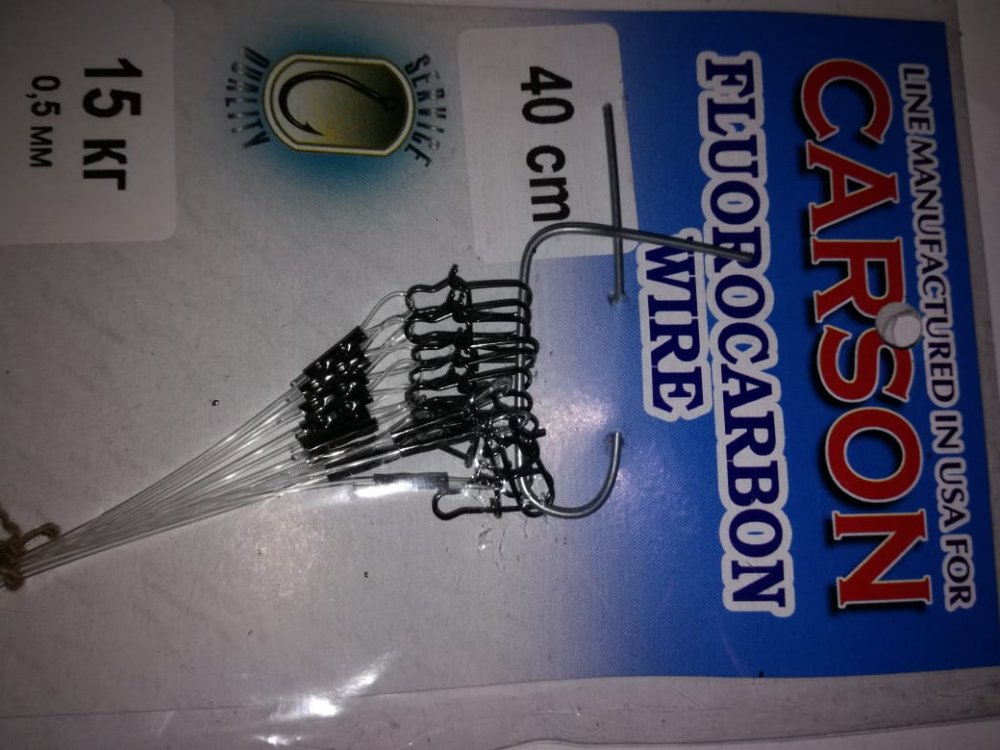 LINE MANUFACTURED IN USA FOR
CARSON
FLUOROCARBON
WIRE
40 cm
SERVICE
QUALITY
15 кг
0,5 мм